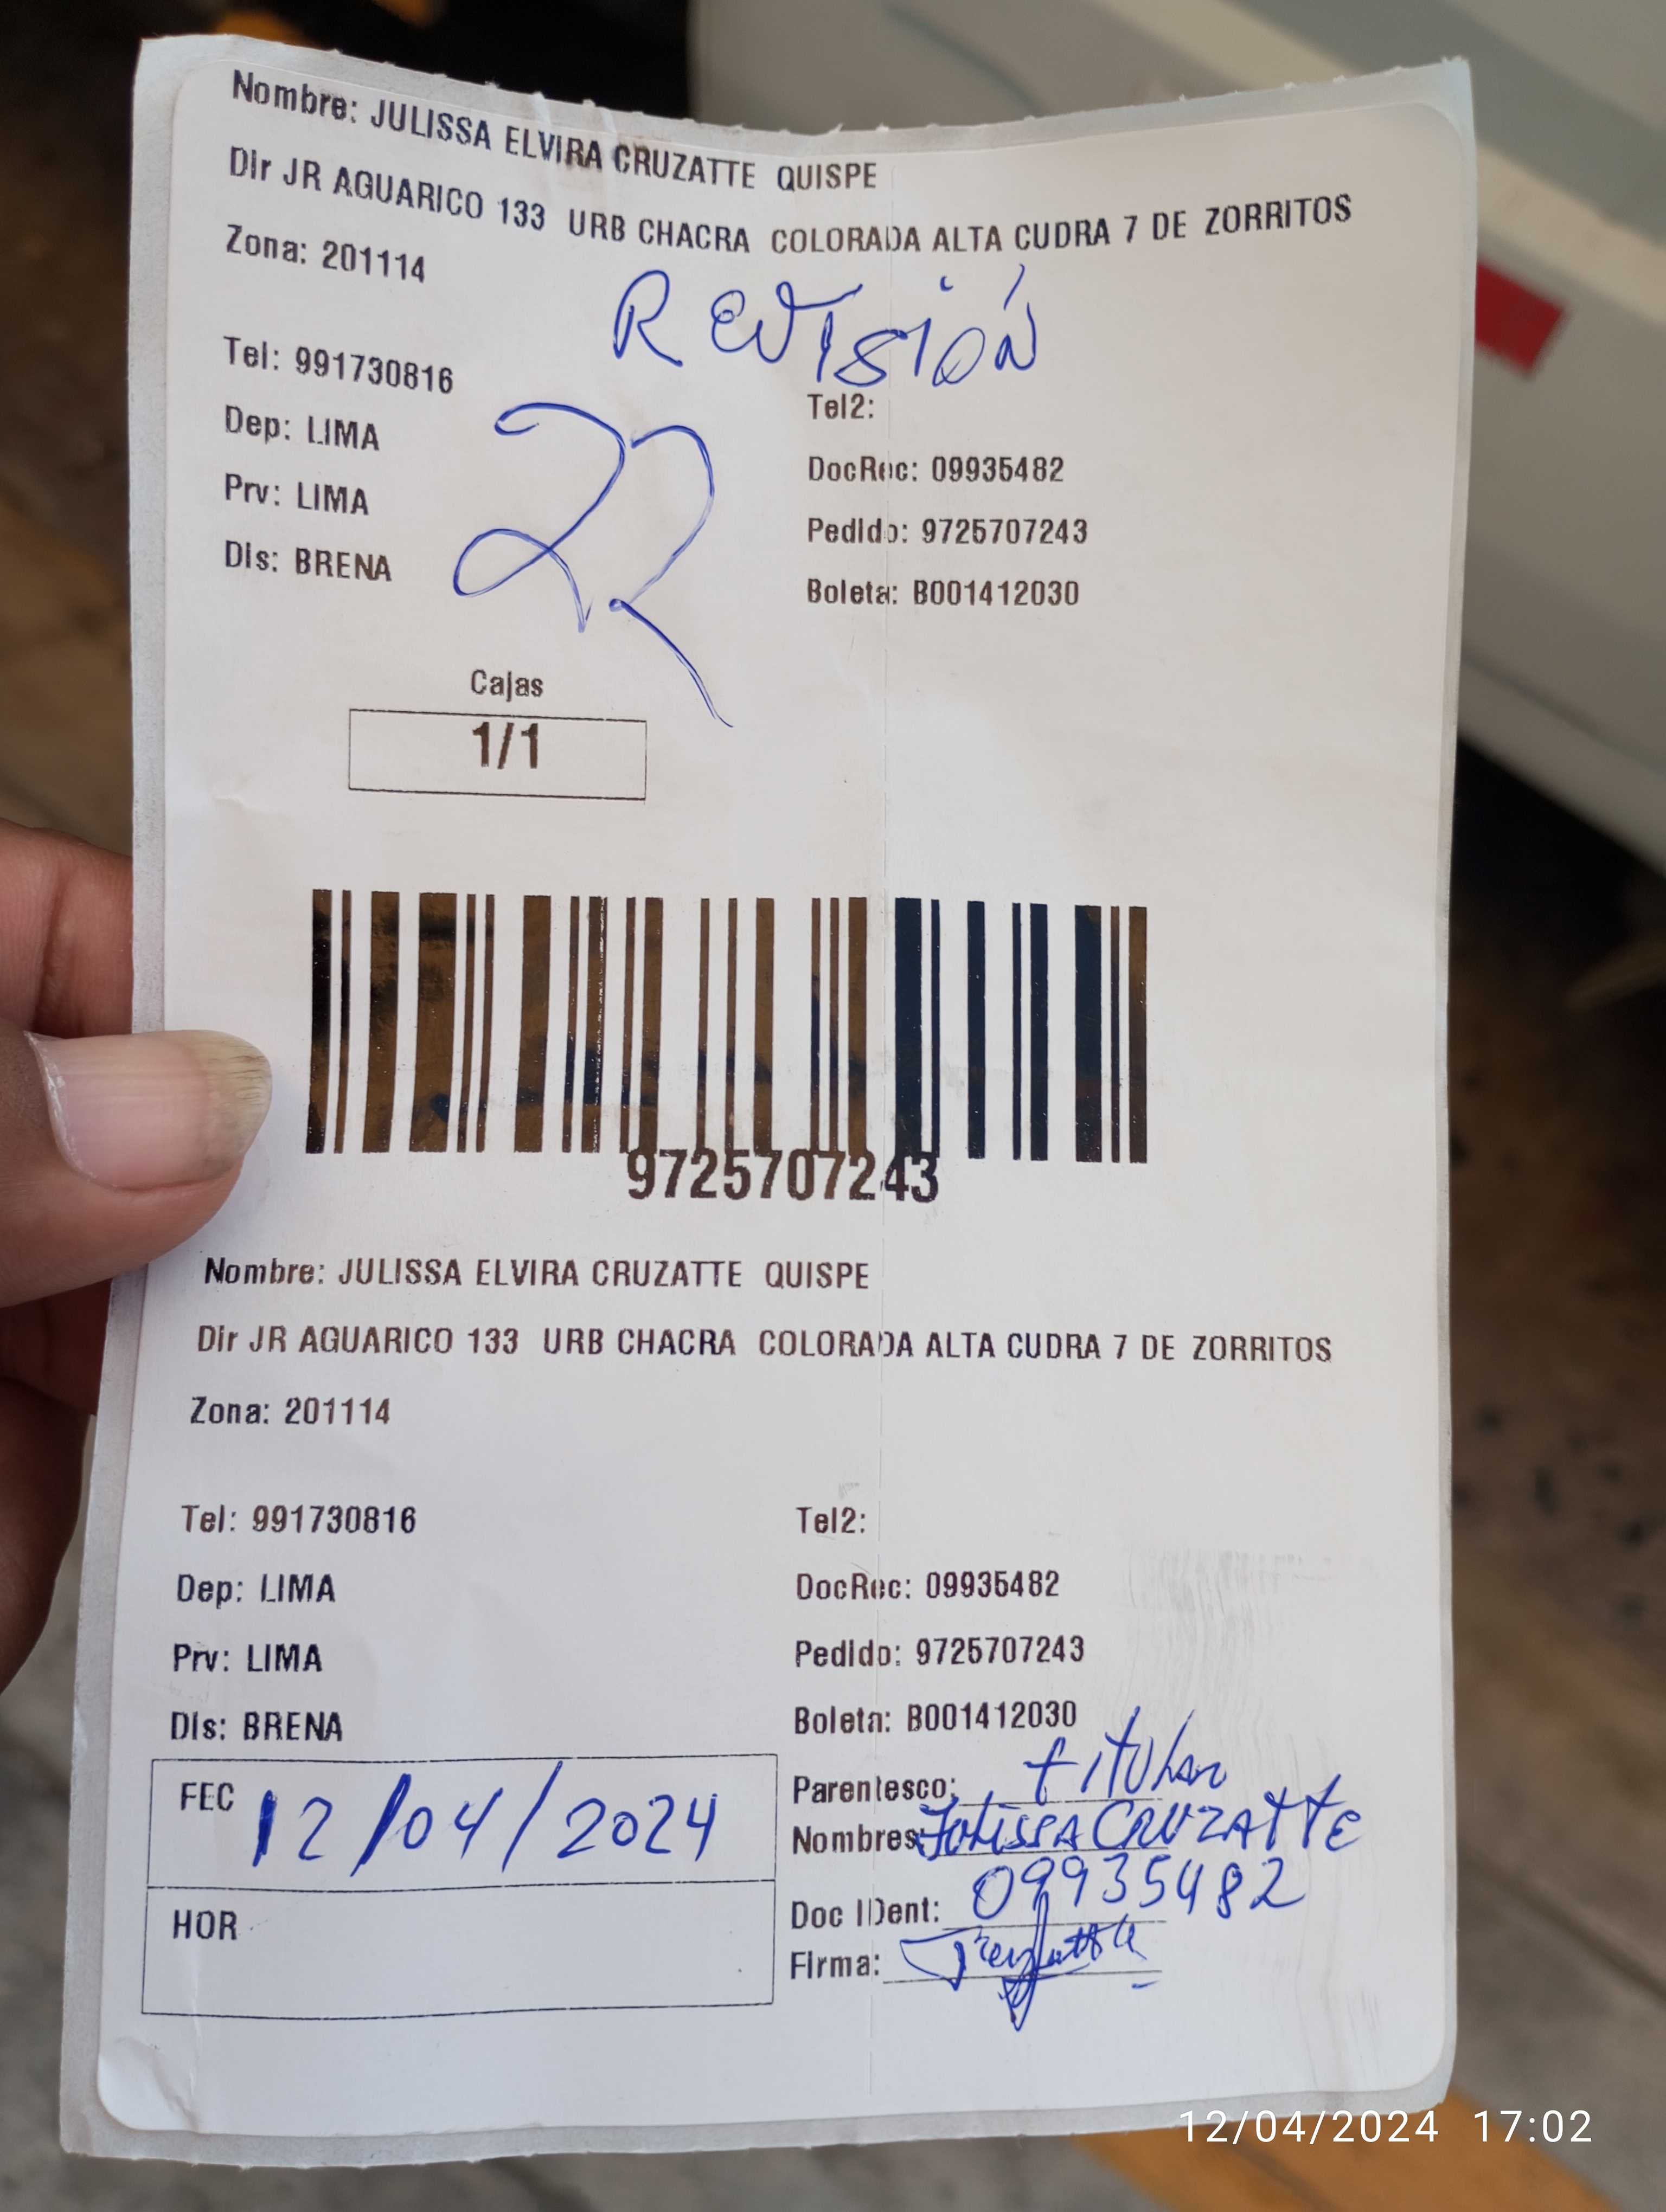 Nombre: JULISSA ELVIRA CRUZATTE QUISPE
Dir JR AGUARICO 133 URB CHACRA COLORADA ALTA CUDRA 7 DE ZORRITOS
Zona: 201114
REVISIÓN
Tel: 991730816
Tel2:
22
Dep: LIMA
DocRec: 09935482
Prv: LIMA
Pedido: 9725707243
Dis: BRENA
Boleta: B001412030
Cajas
1/1
9725707243
Nombre: JULISSA ELVIRA CRUZATTE QUISPE
Dir JR AGUARICO 133 URB CHACRA COLORADA ALTA CUDRA 7 DE ZORRITOS
Zona: 201114
Tel: 991730816
Tel2:
Dep: LIMA
DocRec: 09935482
Prv: LIMA
Pedido: 9725707243
Dis: BRENA
Boleta: B001412030
FEC 12/04/2024
Parentesco: titular
Nombres: Julissa CRUZATTE
HOR
Doc IDent: 09935482
Firma:
12/04/2024 17:02